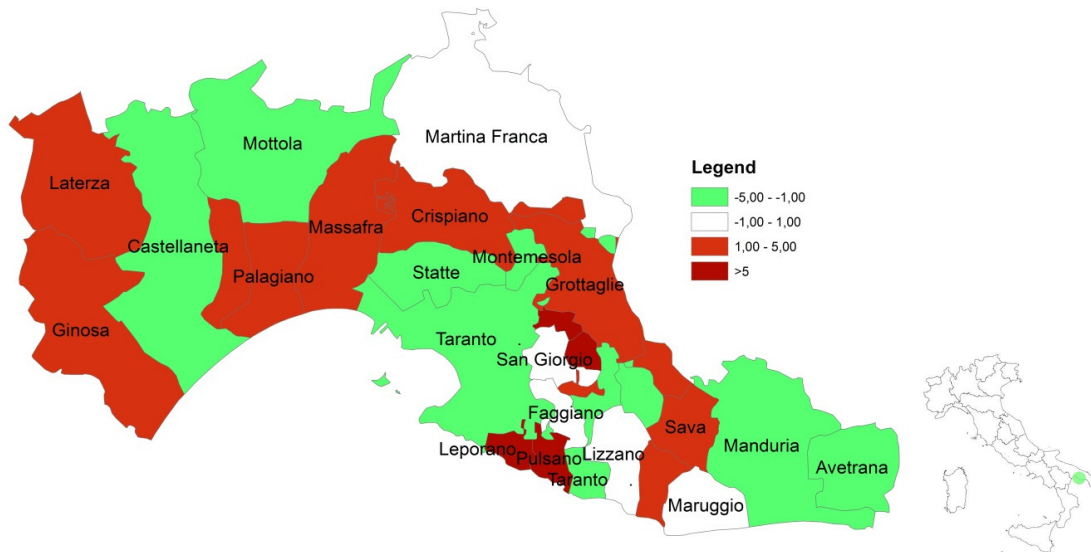 Martina Franca
Mottola
Laterza
Legend
-5,00 - -1,00
-1,00 - 1,00
1,00 - 5,00
>5
Crispiano
Massafra
Castellaneta
Montemesola
Statte
Palagiano
Grottaglie
Ginosa
Taranto
San Giorgio
Faggiano
Sava
Manduria
Leporano
Lizzano
Pulsano
Avetrana
Taranto
Maruggio